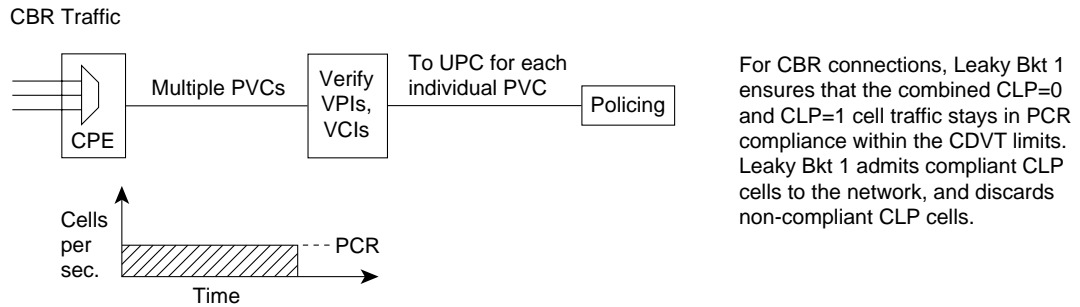 CBR Traffic
CPE
Multiple PVCs
Verify
VPIs,
VCIs
To UPC for each
individual PVC
Policing
For CBR connections, Leaky Bkt 1
ensures that the combined CLP=0
and CLP=1 cell traffic stays in PCR
compliance within the CDVT limits.
Leaky Bkt 1 admits compliant CLP
cells to the network, and discards
non-compliant CLP cells.
Cells
per
sec.
PCR
Time